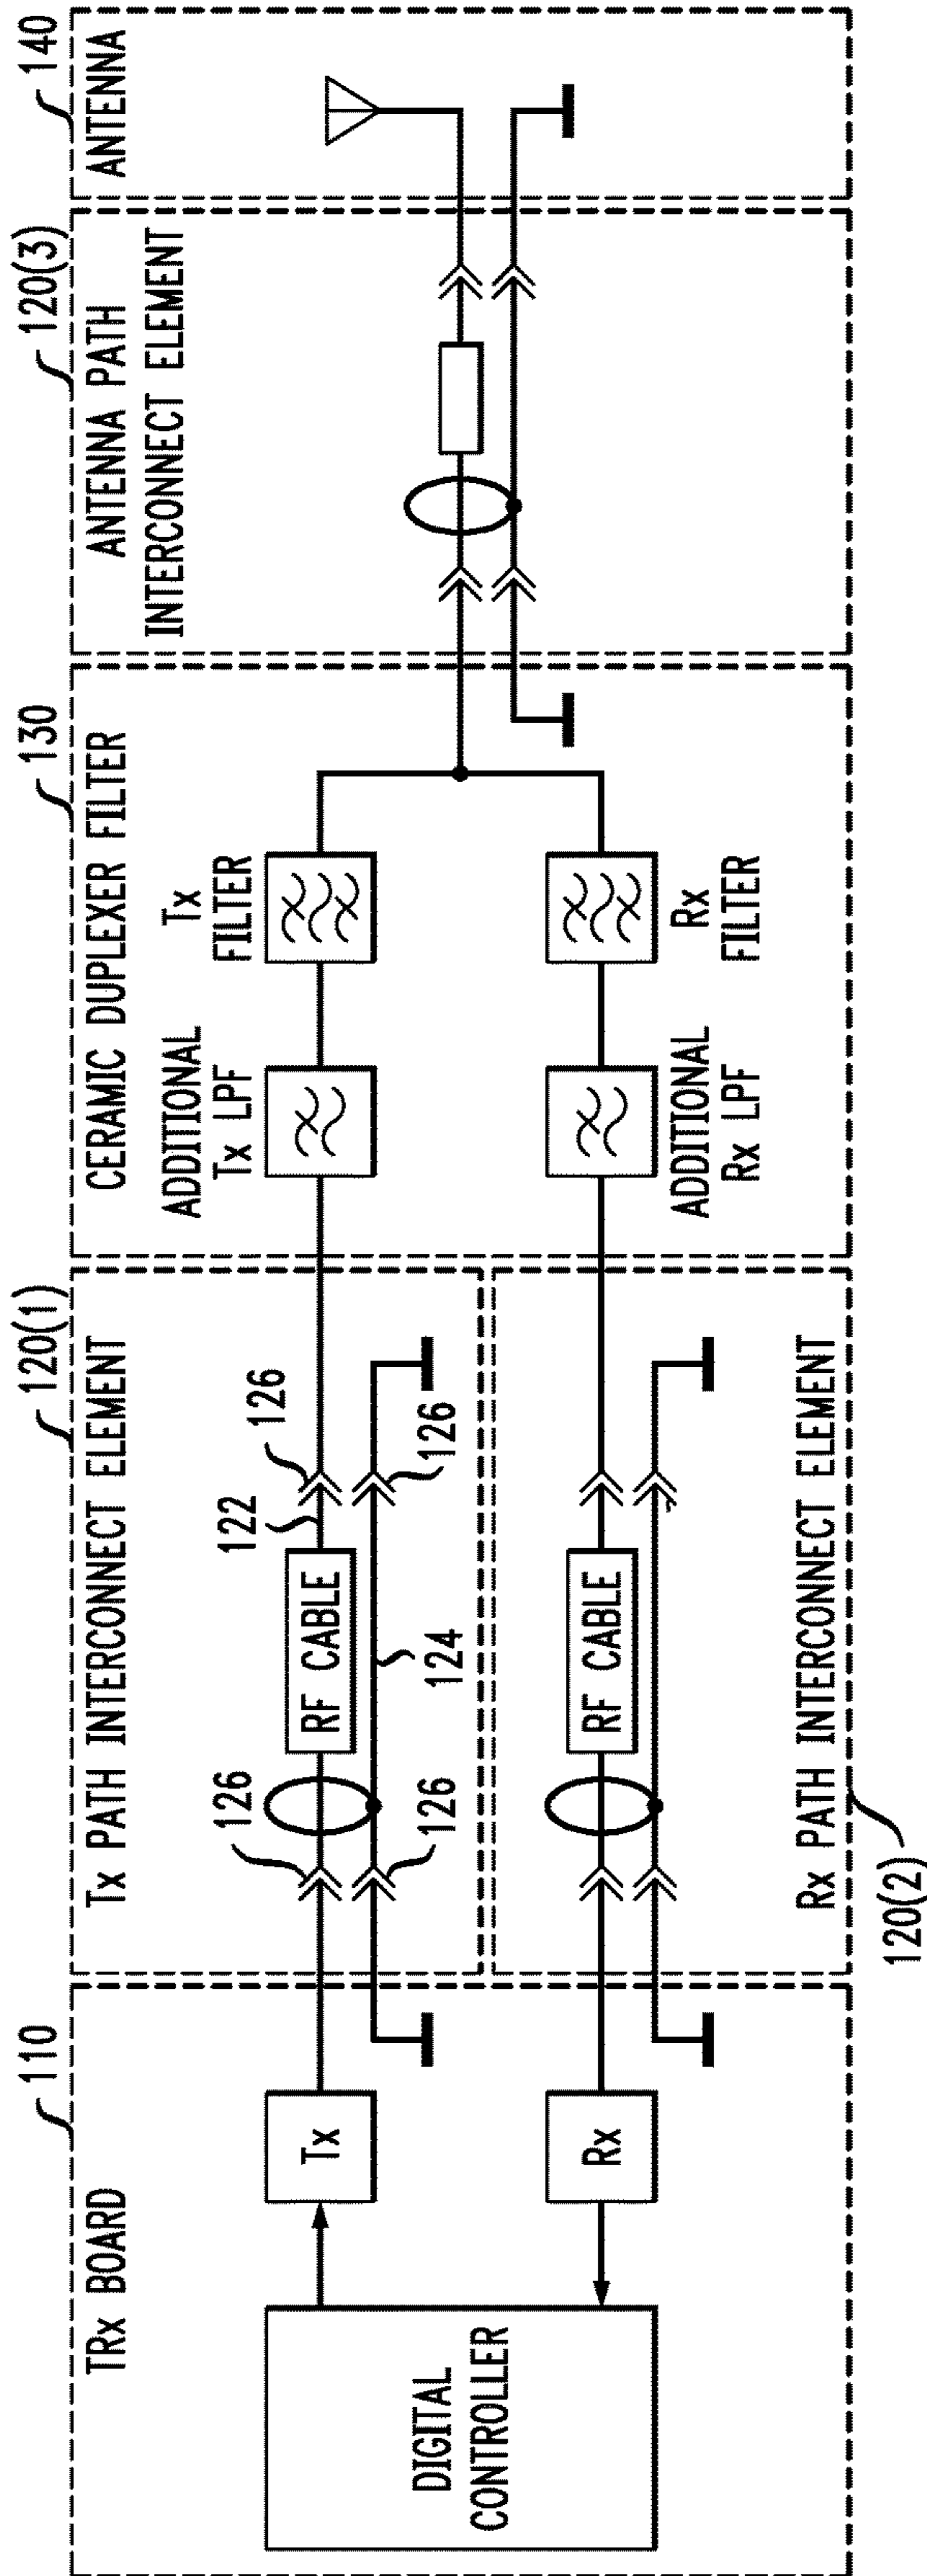 110
TRx BOARD
DIGITAL
CONTROLLER
Tx
Rx
120(1)
Tx PATH INTERCONNECT ELEMENT
126
126
RF CABLE
122
124
126
126
RF CABLE
Rx PATH INTERCONNECT ELEMENT
120(2)
130
CERAMIC DUPLEXER FILTER
ADDITIONAL
Tx LPF
Tx
FILTER
ADDITIONAL
Rx LPF
Rx
FILTER
120(3)
ANTENNA PATH
INTERCONNECT ELEMENT
140
ANTENNA